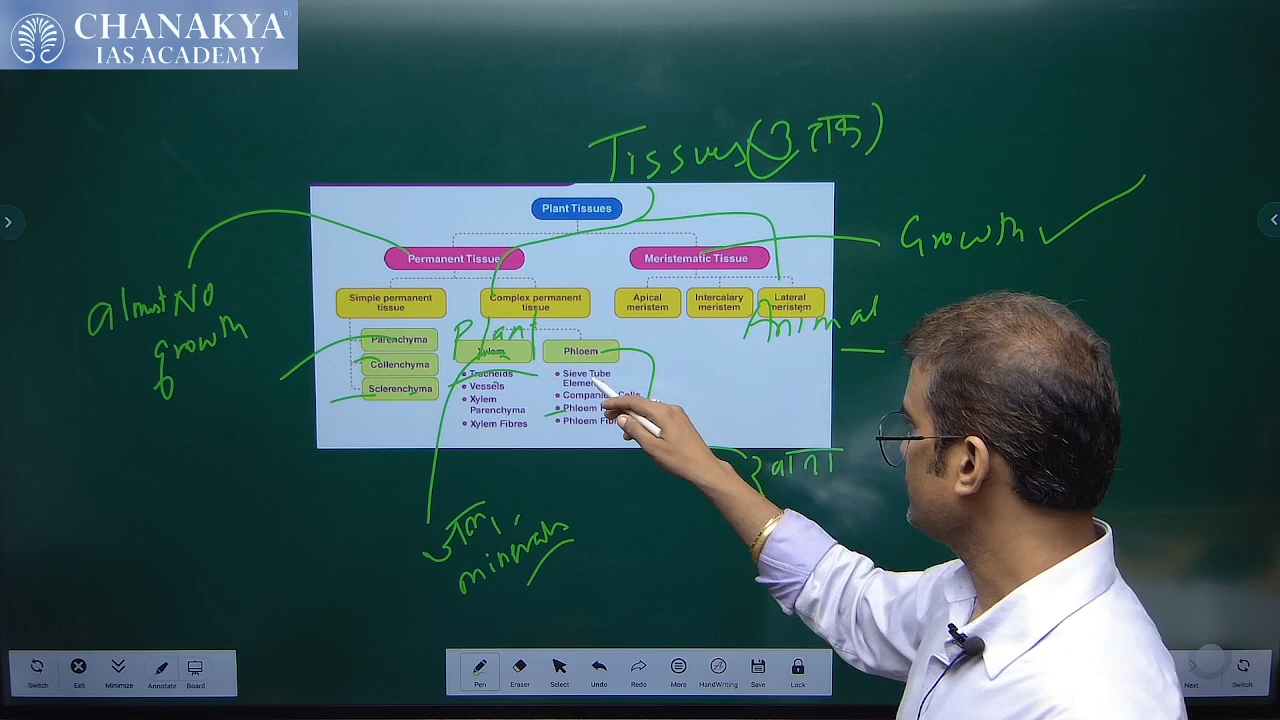 CHANAKYA®
IAS ACADEMY
Tissues (ऊतक)
Plant Tissues
Permanent Tissue
Meristematic Tissue
Growth
Simple permanent
tissue
Complex permanent
tissue
Apical
meristem
Intercalary
meristem
Lateral
meristem
almost No
growth
Plant
Animal
Parenchyma
Collenchyma
Sclerenchyma
Xylem
Phloem
Tracheids
Vessels
Xylem
Parenchyma
Xylem Fibres
Sieve Tube
Companion Cells
Phloem
Phloem
जल,
minerals
Switch
Exit
Minimize
Annotate
Board
Pen
Eraser
Select
Undo
Redo
More
HandWriting
Save
Lock
Next
Switch